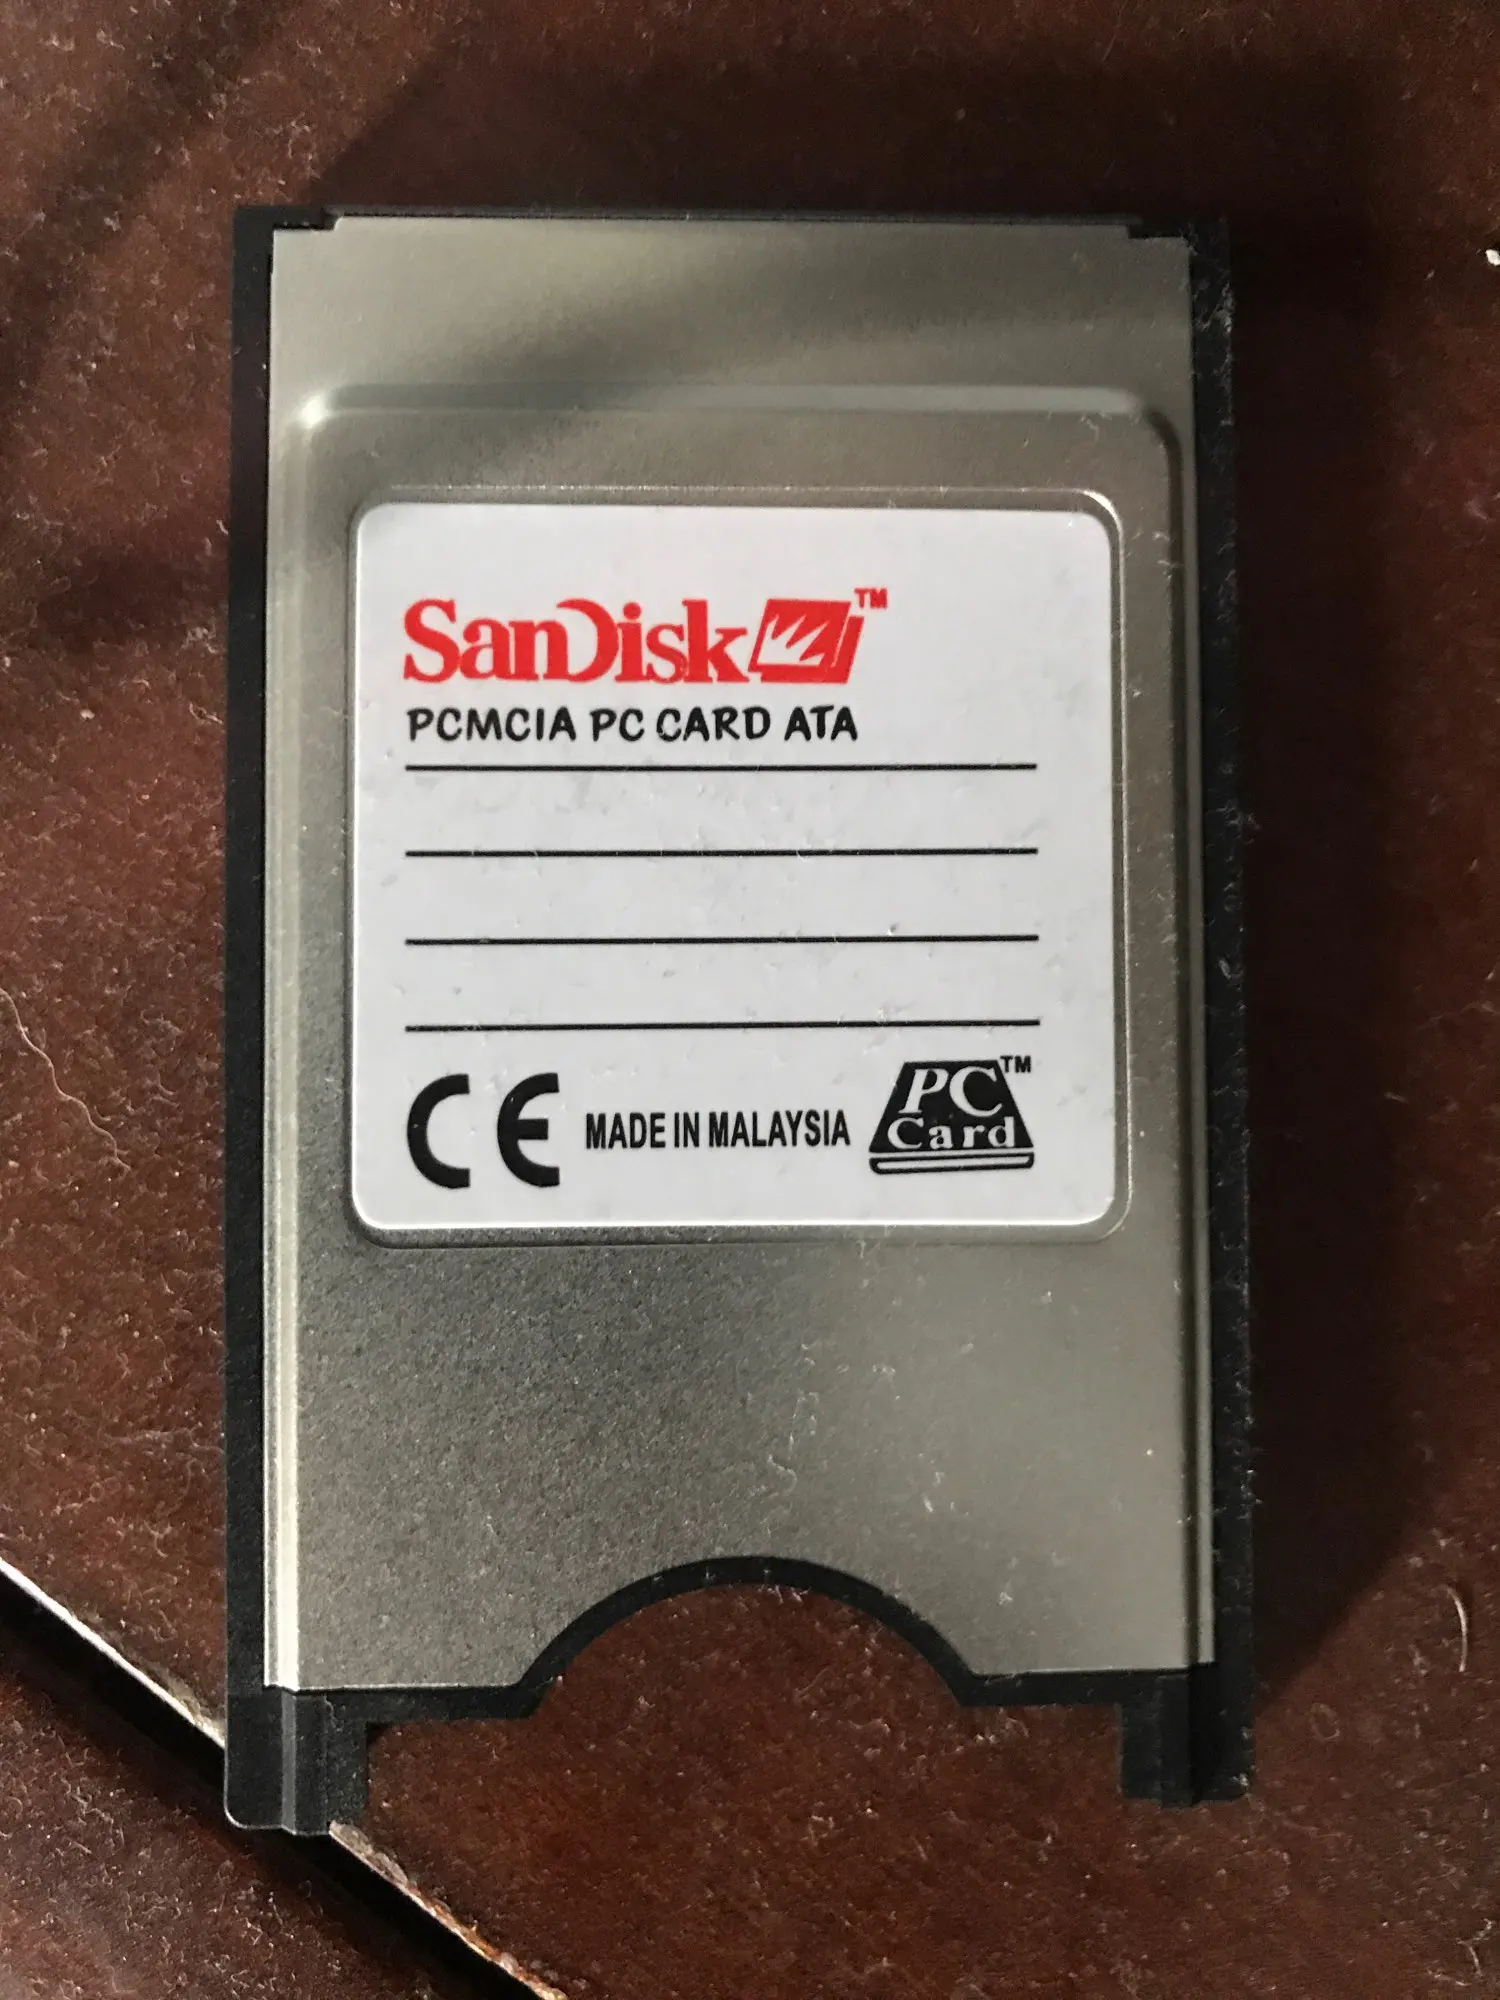 SanDisk™
PCMCIA PC CARD ATA
CE MADE IN MALAYSIA PC Card™